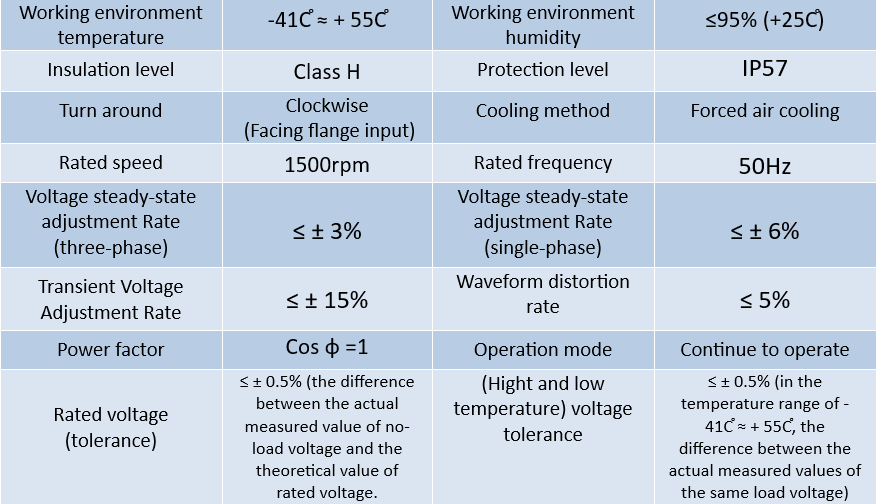 Working environment
temperature
-41C̊ ≈ + 55C̊
Working environment
humidity
≤95% (+25C̊)
Insulation level
Class H
Protection level
IP57
Turn around
Clockwise
(Facing flange input)
Cooling method
Forced air cooling
Rated speed
1500rpm
Rated frequency
50Hz
Voltage steady-state
adjustment Rate
(three-phase)
≤ ± 3%
Voltage steady-state
adjustment Rate
(single-phase)
≤ ± 6%
Transient Voltage
Adjustment Rate
≤ ± 15%
Waveform distortion
rate
≤ 5%
Power factor
Cos ϕ =1
Operation mode
Continue to operate
Rated voltage
(tolerance)
≤ ± 0.5% (the difference
between the actual
measured value of no-
load voltage and the
theoretical value of
rated voltage.
(Hight and low
temperature) voltage
tolerance
≤ ± 0.5% (in the
temperature range of -
41C̊ ≈ + 55C̊, the
difference between the
actual measured values of
the same load voltage)